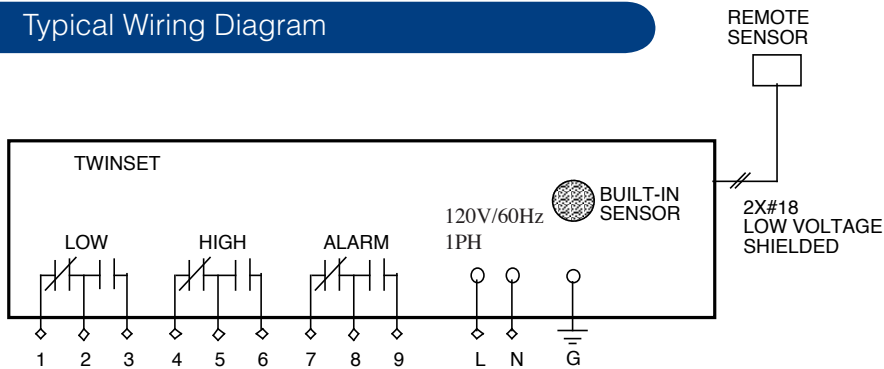 Typical Wiring Diagram
REMOTE
SENSOR
TWINSET
BUILT-IN
SENSOR
120V/60Hz
1PH
2X#18
LOW VOLTAGE
SHIELDED
LOW HIGH ALARM
1 2 3 4 5 6 7 8 9 L N G